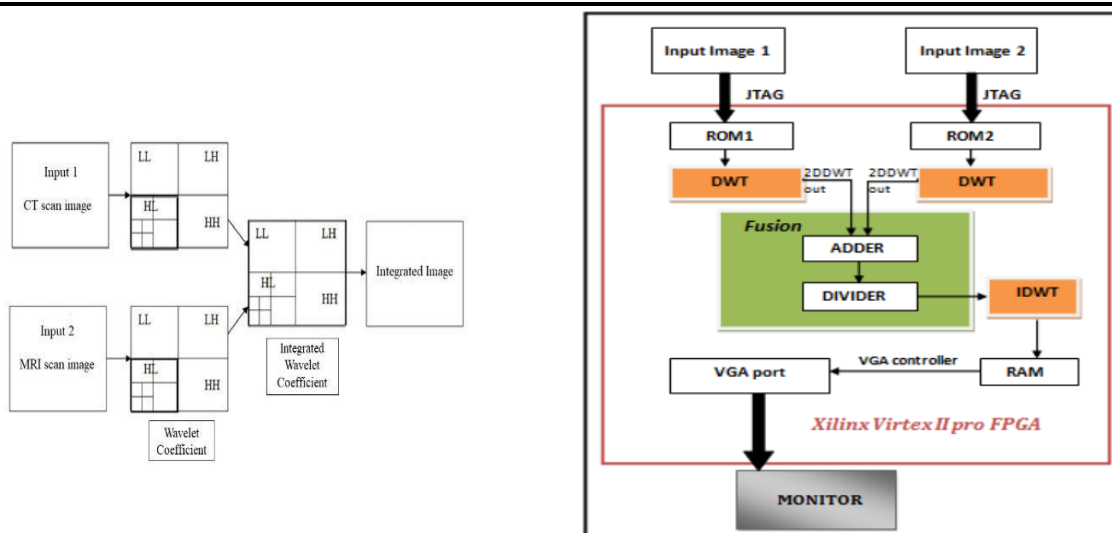 Input 1
CT scan image
LL
LH
HL
HH
Input 2
MRI scan image
LL
LH
HL
HH
Wavelet
Coefficient
LL
LH
HL
HH
Integrated
Wavelet
Coefficient
Integrated Image
Input Image 1
Input Image 2
JTAG
JTAG
ROM1
ROM2
DWT
2DDWT
out
2DDWT
out
DWT
Fusion
ADDER
DIVIDER
IDWT
VGA port
VGA controller
RAM
Xilinx Virtex II pro FPGA
MONITOR